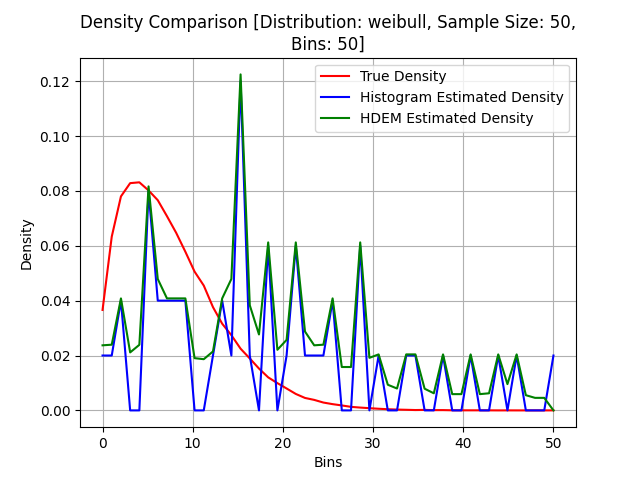 Density Comparison [Distribution: weibull, Sample Size: 50,
Bins: 50]
True Density
Histogram Estimated Density
HDEM Estimated Density
0.12
0.10
0.08
0.06
0.04
0.02
0.00
Density
0 10 20 30 40 50
Bins